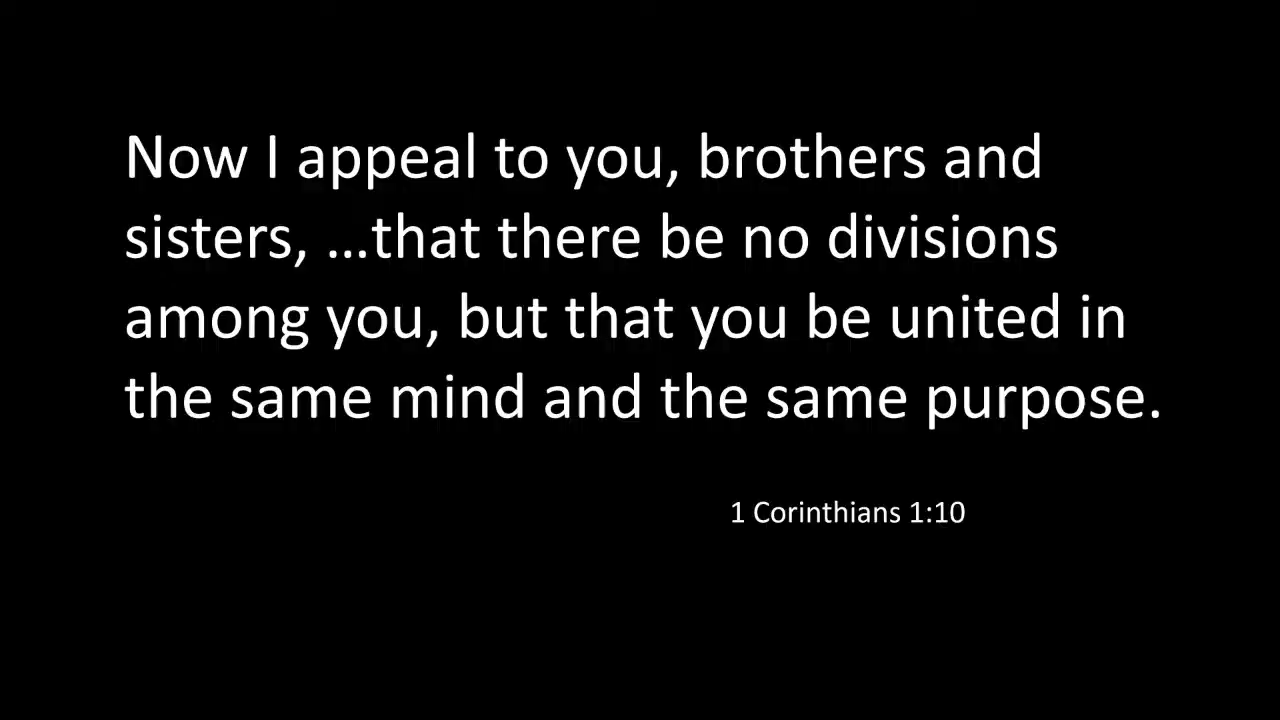 Now I appeal to you, brothers and
sisters, …that there be no divisions
among you, but that you be united in
the same mind and the same purpose.
1 Corinthians 1:10